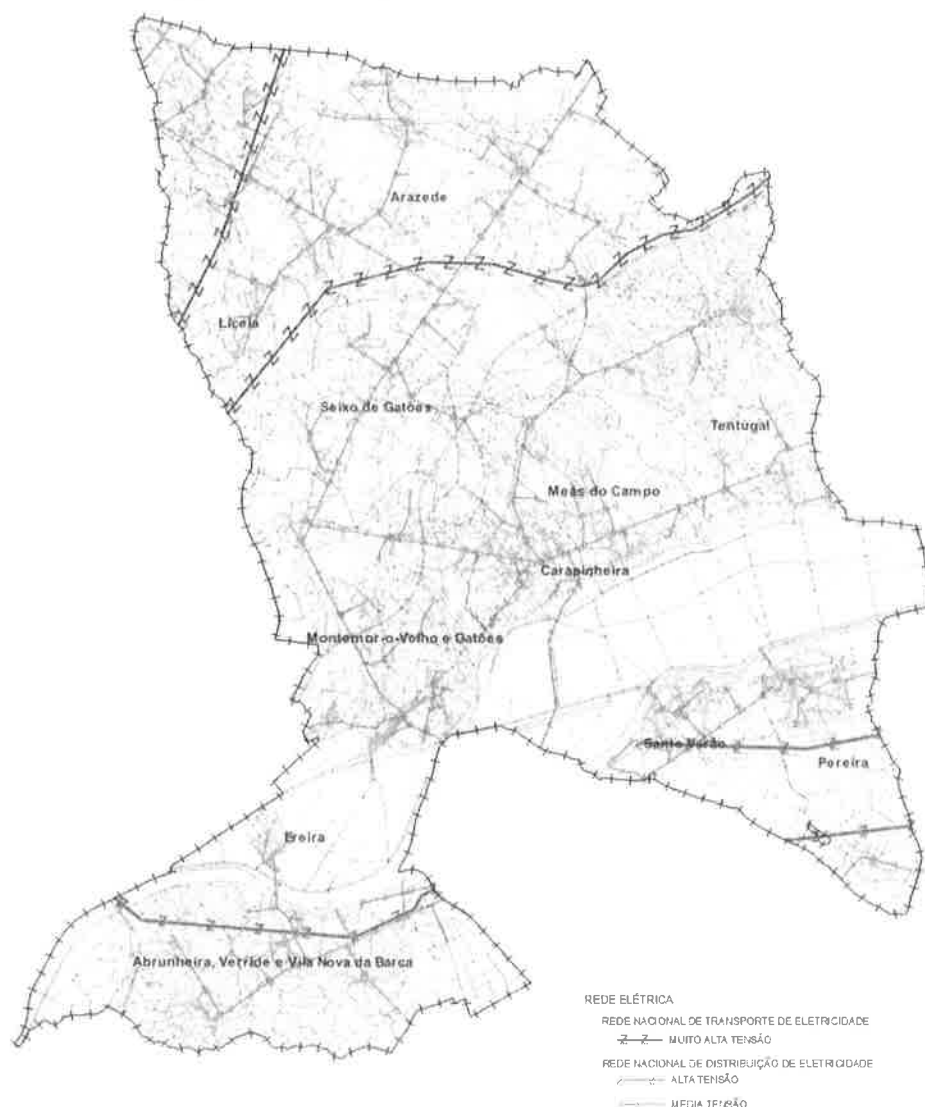 Arazede
Liceia
Seixo de Gatões
Tentúgal
Meãs do Campo
Carapinheira
Montemor-o-Velho e Gatões
Santo Varão
Pereira
Ereira
Abrunheira, Verride e Vila Nova da Barca
REDE ELÉTRICA
REDE NACIONAL DE TRANSPORTE DE ELETRICIDADE
MUITO ALTA TENSÃO
REDE NACIONAL DE DISTRIBUIÇÃO DE ELETRICIDADE
ALTA TENSÃO
MÉDIA TENSÃO